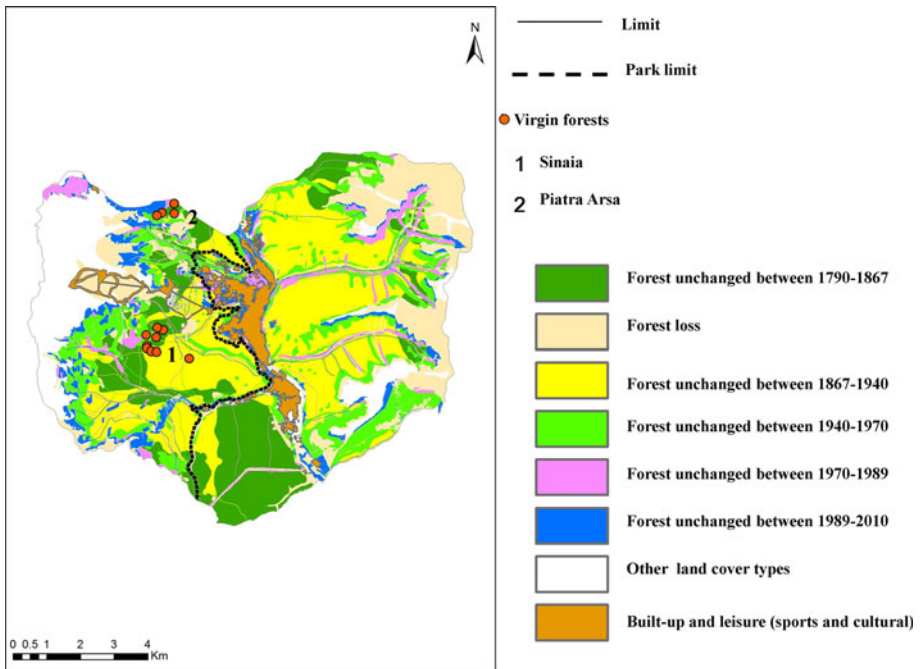 N
2
1
0 0.5 1 2 3 4
Km
Limit
Park limit
Virgin forests
1 Sinaia
2 Piatra Arsa
Forest unchanged between 1790-1867
Forest loss
Forest unchanged between 1867-1940
Forest unchanged between 1940-1970
Forest unchanged between 1970-1989
Forest unchanged between 1989-2010
Other land cover types
Built-up and leisure (sports and cultural)